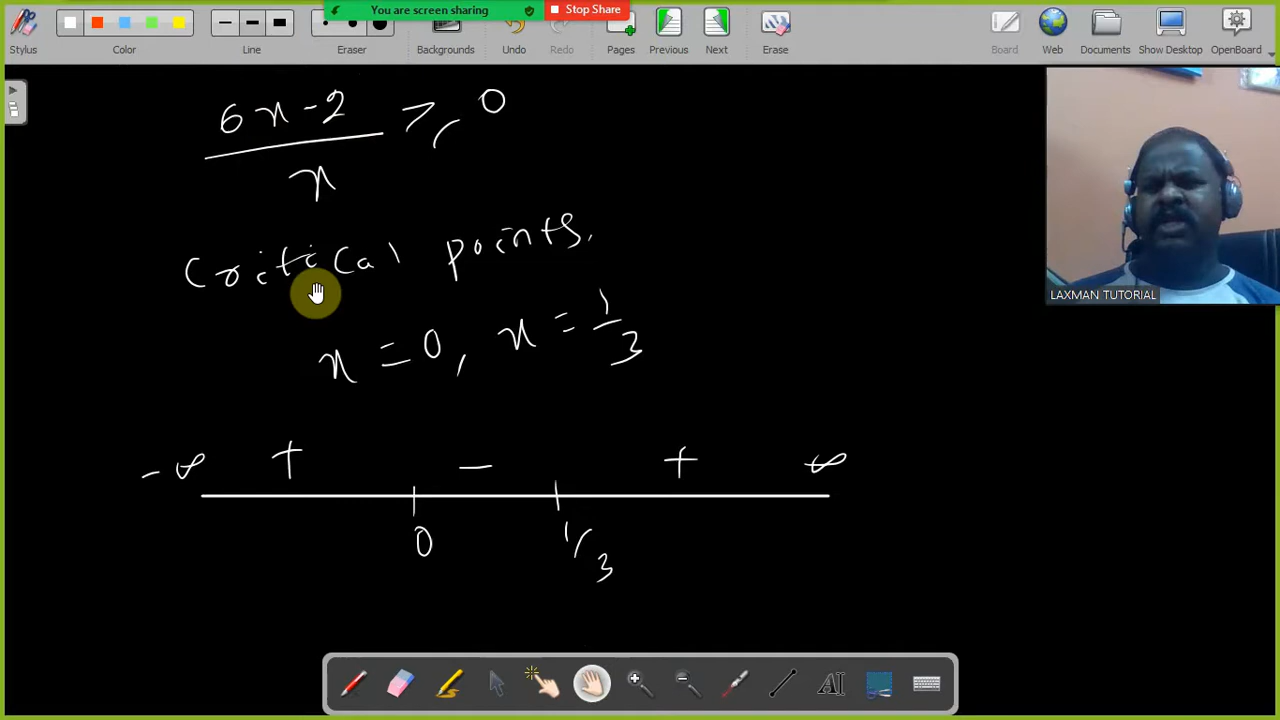 You are screen sharing
Stop Share
Stylus
Color
Line
Eraser
Backgrounds
Undo
Redo
Pages
Previous
Next
Erase
Board
Web
Documents
Show Desktop
OpenBoard
6x-2
≥ 0
x
Critical points.
x = 0, x = 1/3
-∞ + - + ∞
0 1/3
LAXMAN TUTORIAL
AI